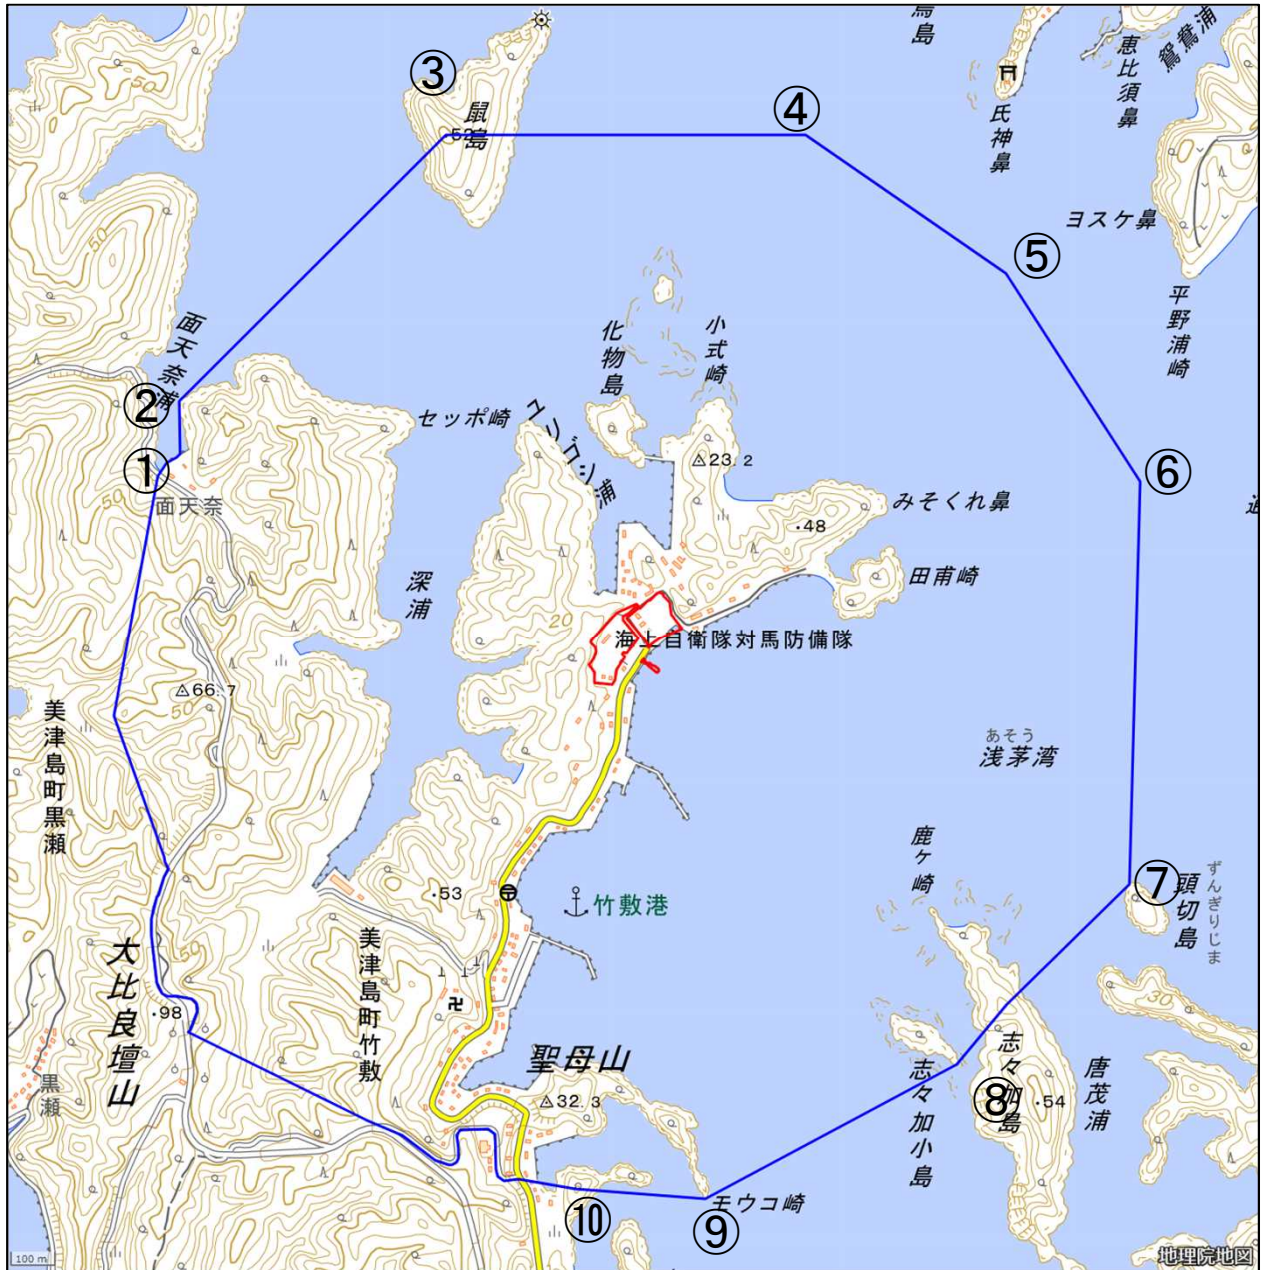 ③
鼠島
52
④
氏神鼻
恵比須鼻
鴛鴦浦
50
ヨスケ鼻
⑤
平野浦崎
面天奈浦
②
化物島
小式崎
セッポ崎
ユリゴシ浦
①
面天奈
50
23.2
⑥
みそくれ鼻
48
深浦
田甫崎
20
海上自衛隊対馬防備隊
66.7
50
美津島町黒瀬
あそう
浅茅湾
鹿ヶ崎
⑦
頭切島
ずんぎりじま
53
竹敷港
美津島町竹敷
大比良壇山
50
98
30
黒瀬
聖母山
32.3
志々加島
⑧
54
志々加小島
唐茂浦
モウコ崎
⑩
⑨
100 m
地理院地図